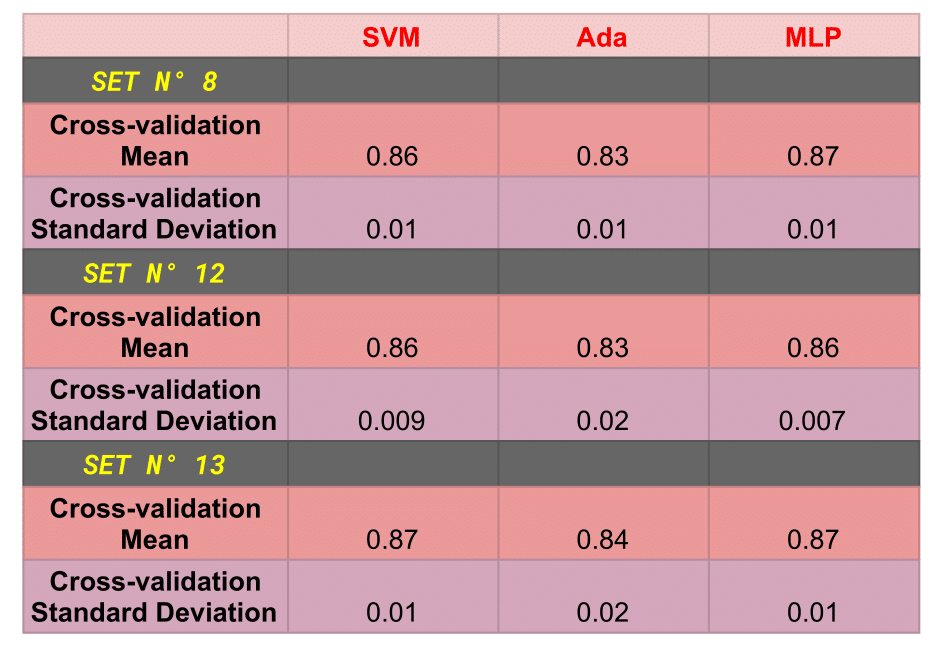 SVM Ada MLP
SET N° 8
Cross-validation
Mean 0.86 0.83 0.87
Cross-validation
Standard Deviation 0.01 0.01 0.01
SET N° 12
Cross-validation
Mean 0.86 0.83 0.86
Cross-validation
Standard Deviation 0.009 0.02 0.007
SET N° 13
Cross-validation
Mean 0.87 0.84 0.87
Cross-validation
Standard Deviation 0.01 0.02 0.01